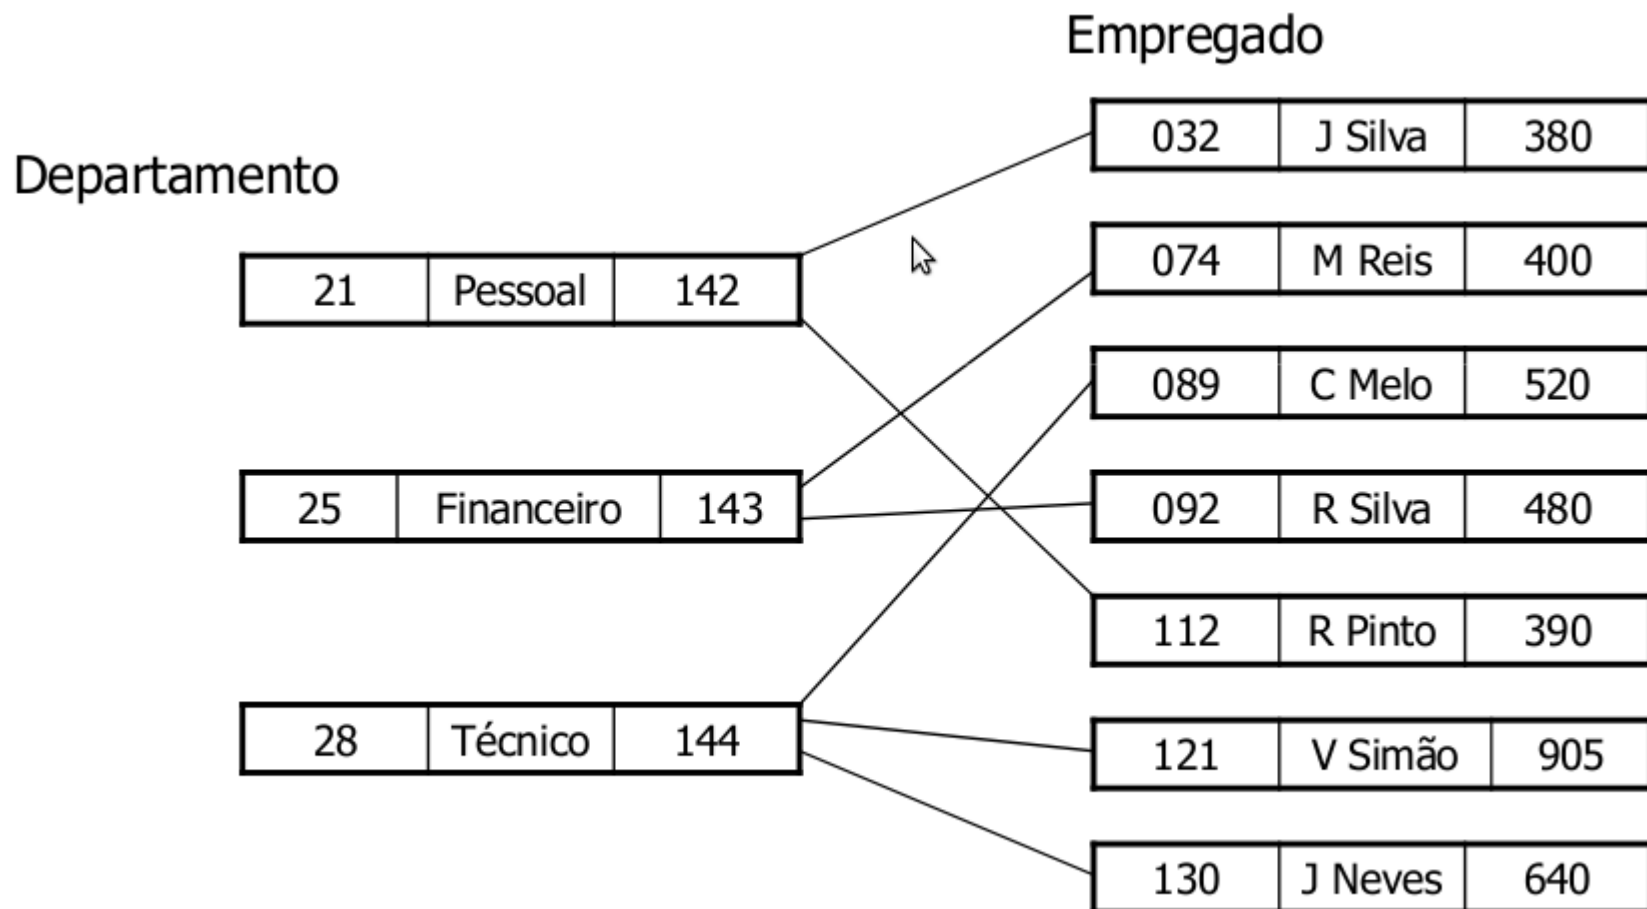 Empregado
Departamento
21 Pessoal 142
25 Financeiro 143
28 Técnico 144
032 J Silva 380
074 M Reis 400
089 C Melo 520
092 R Silva 480
112 R Pinto 390
121 V Simão 905
130 J Neves 640